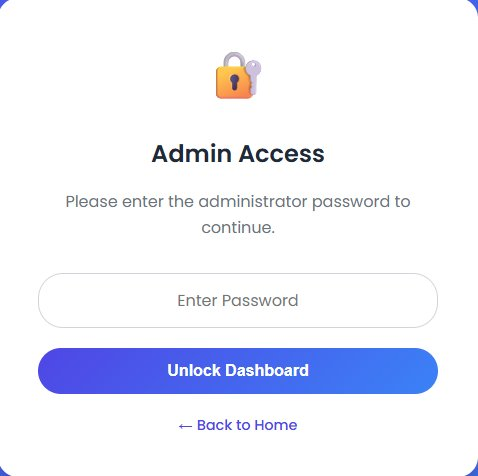 Admin Access
Please enter the administrator password to
continue.
Enter Password
Unlock Dashboard
← Back to Home